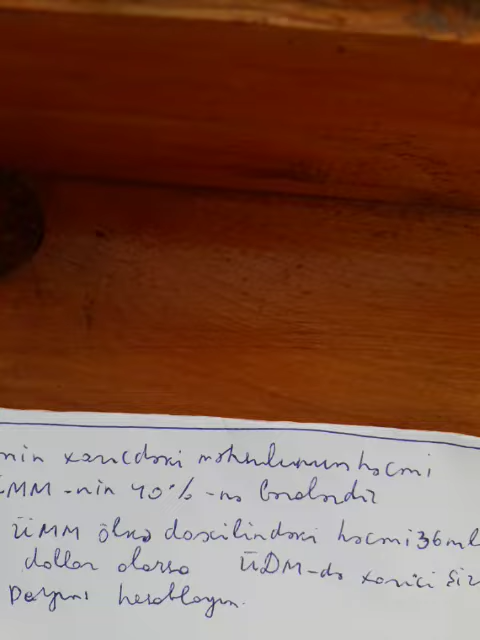 nin xaricdəki məhsulunun həcmi
ÜMM-nin 40%-nə bərabərdir
ÜMM ölkə daxilindəki həcmi 36 ml
dollar olarsa ÜDM-də xarici
Payını hesablayın.